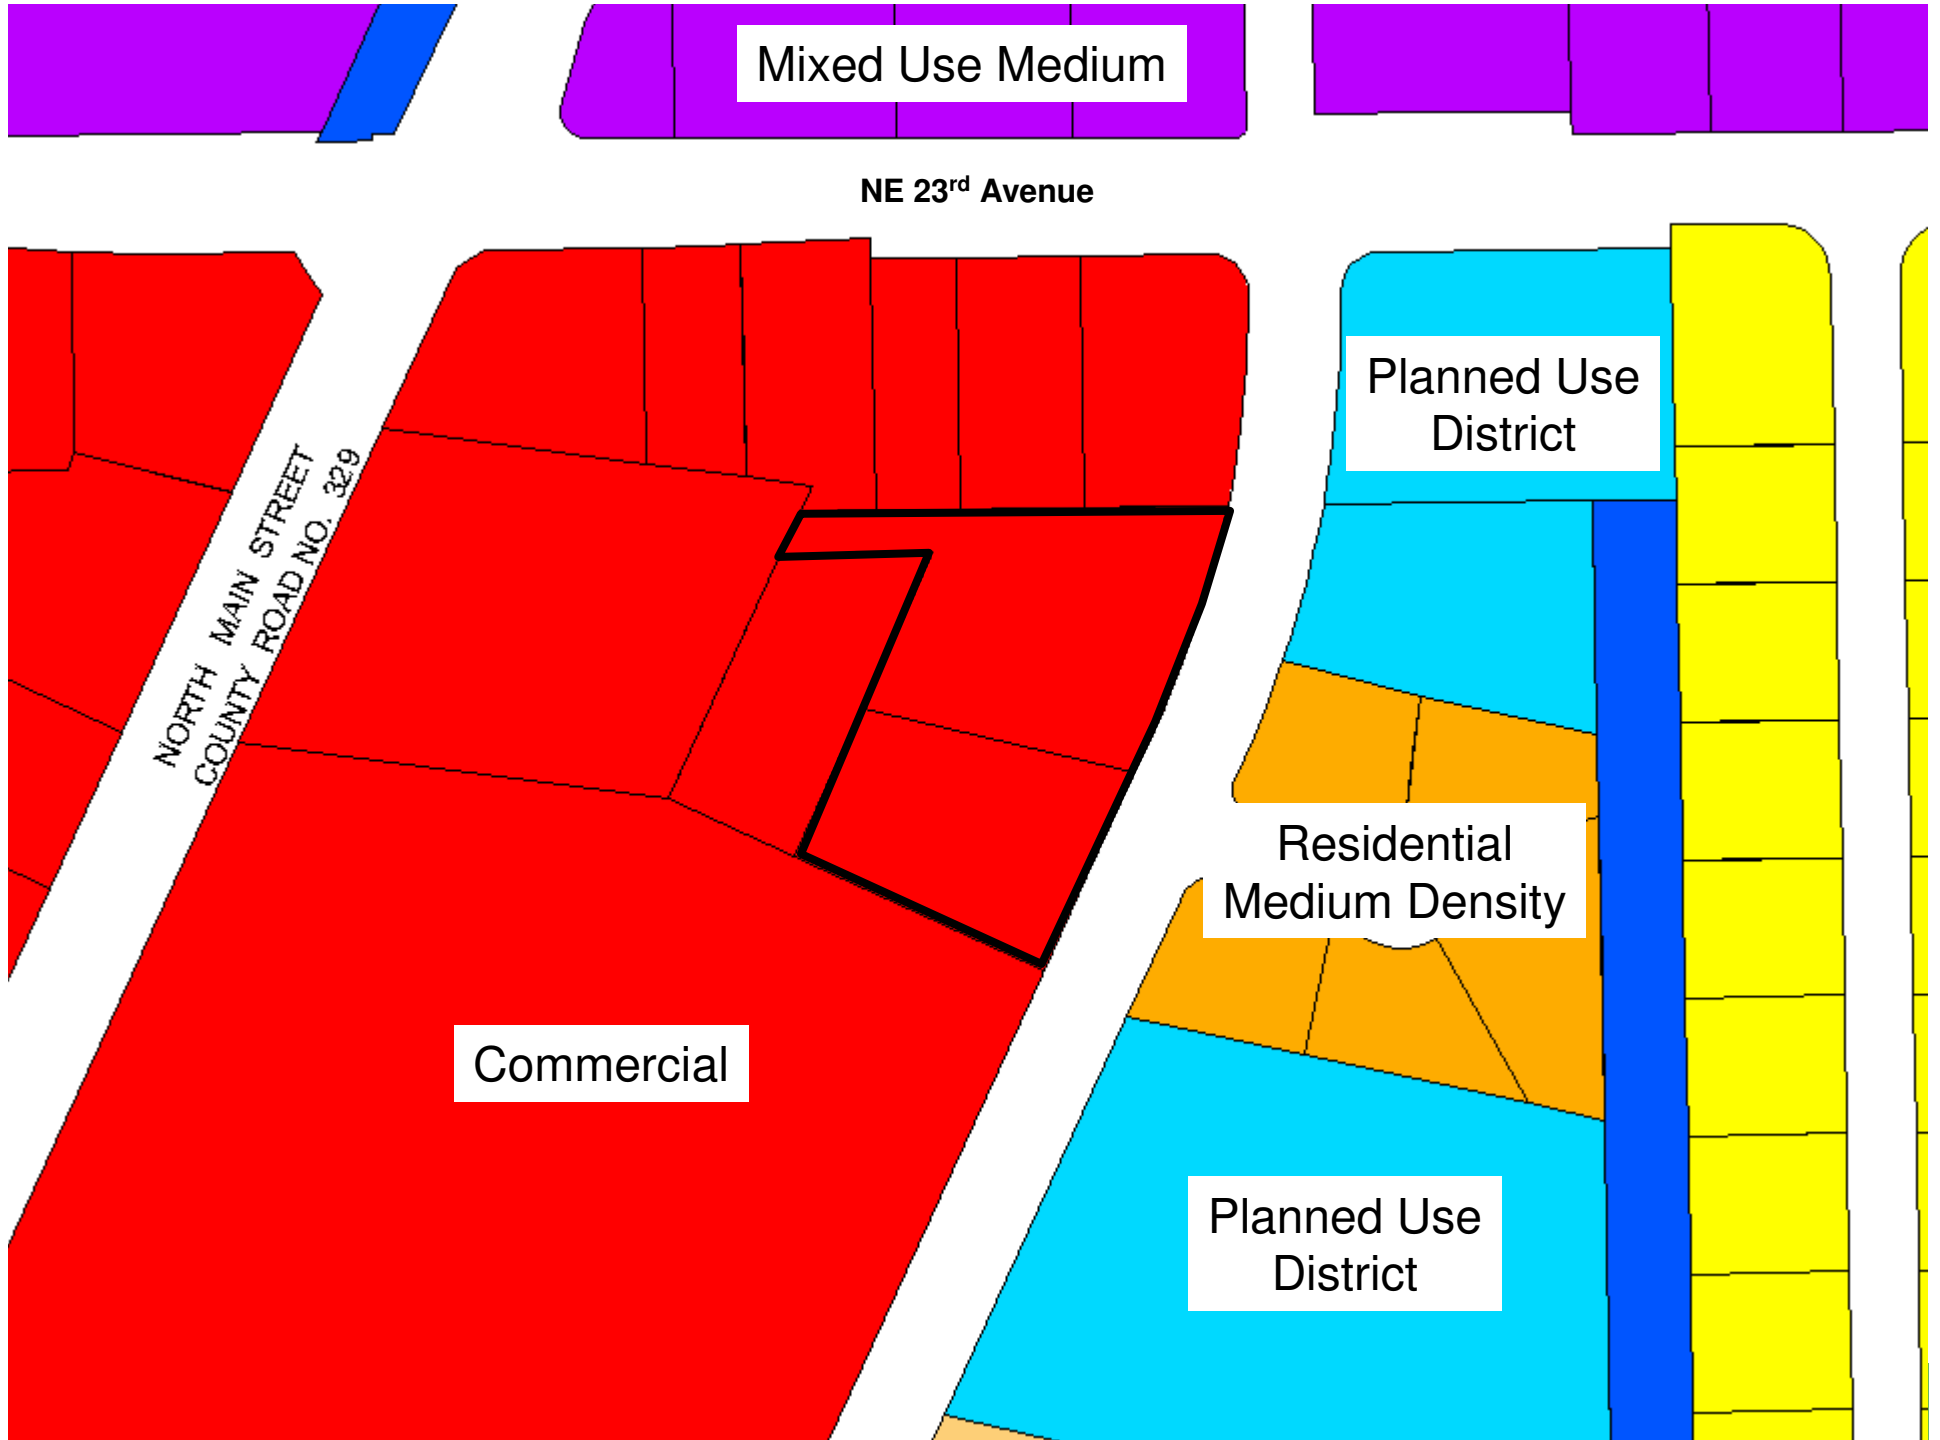 Mixed Use Medium
NE 23rd Avenue
Planned Use
District
NORTH MAIN STREET
COUNTY ROAD NO. 329
Residential
Medium Density
Commercial
Planned Use
District